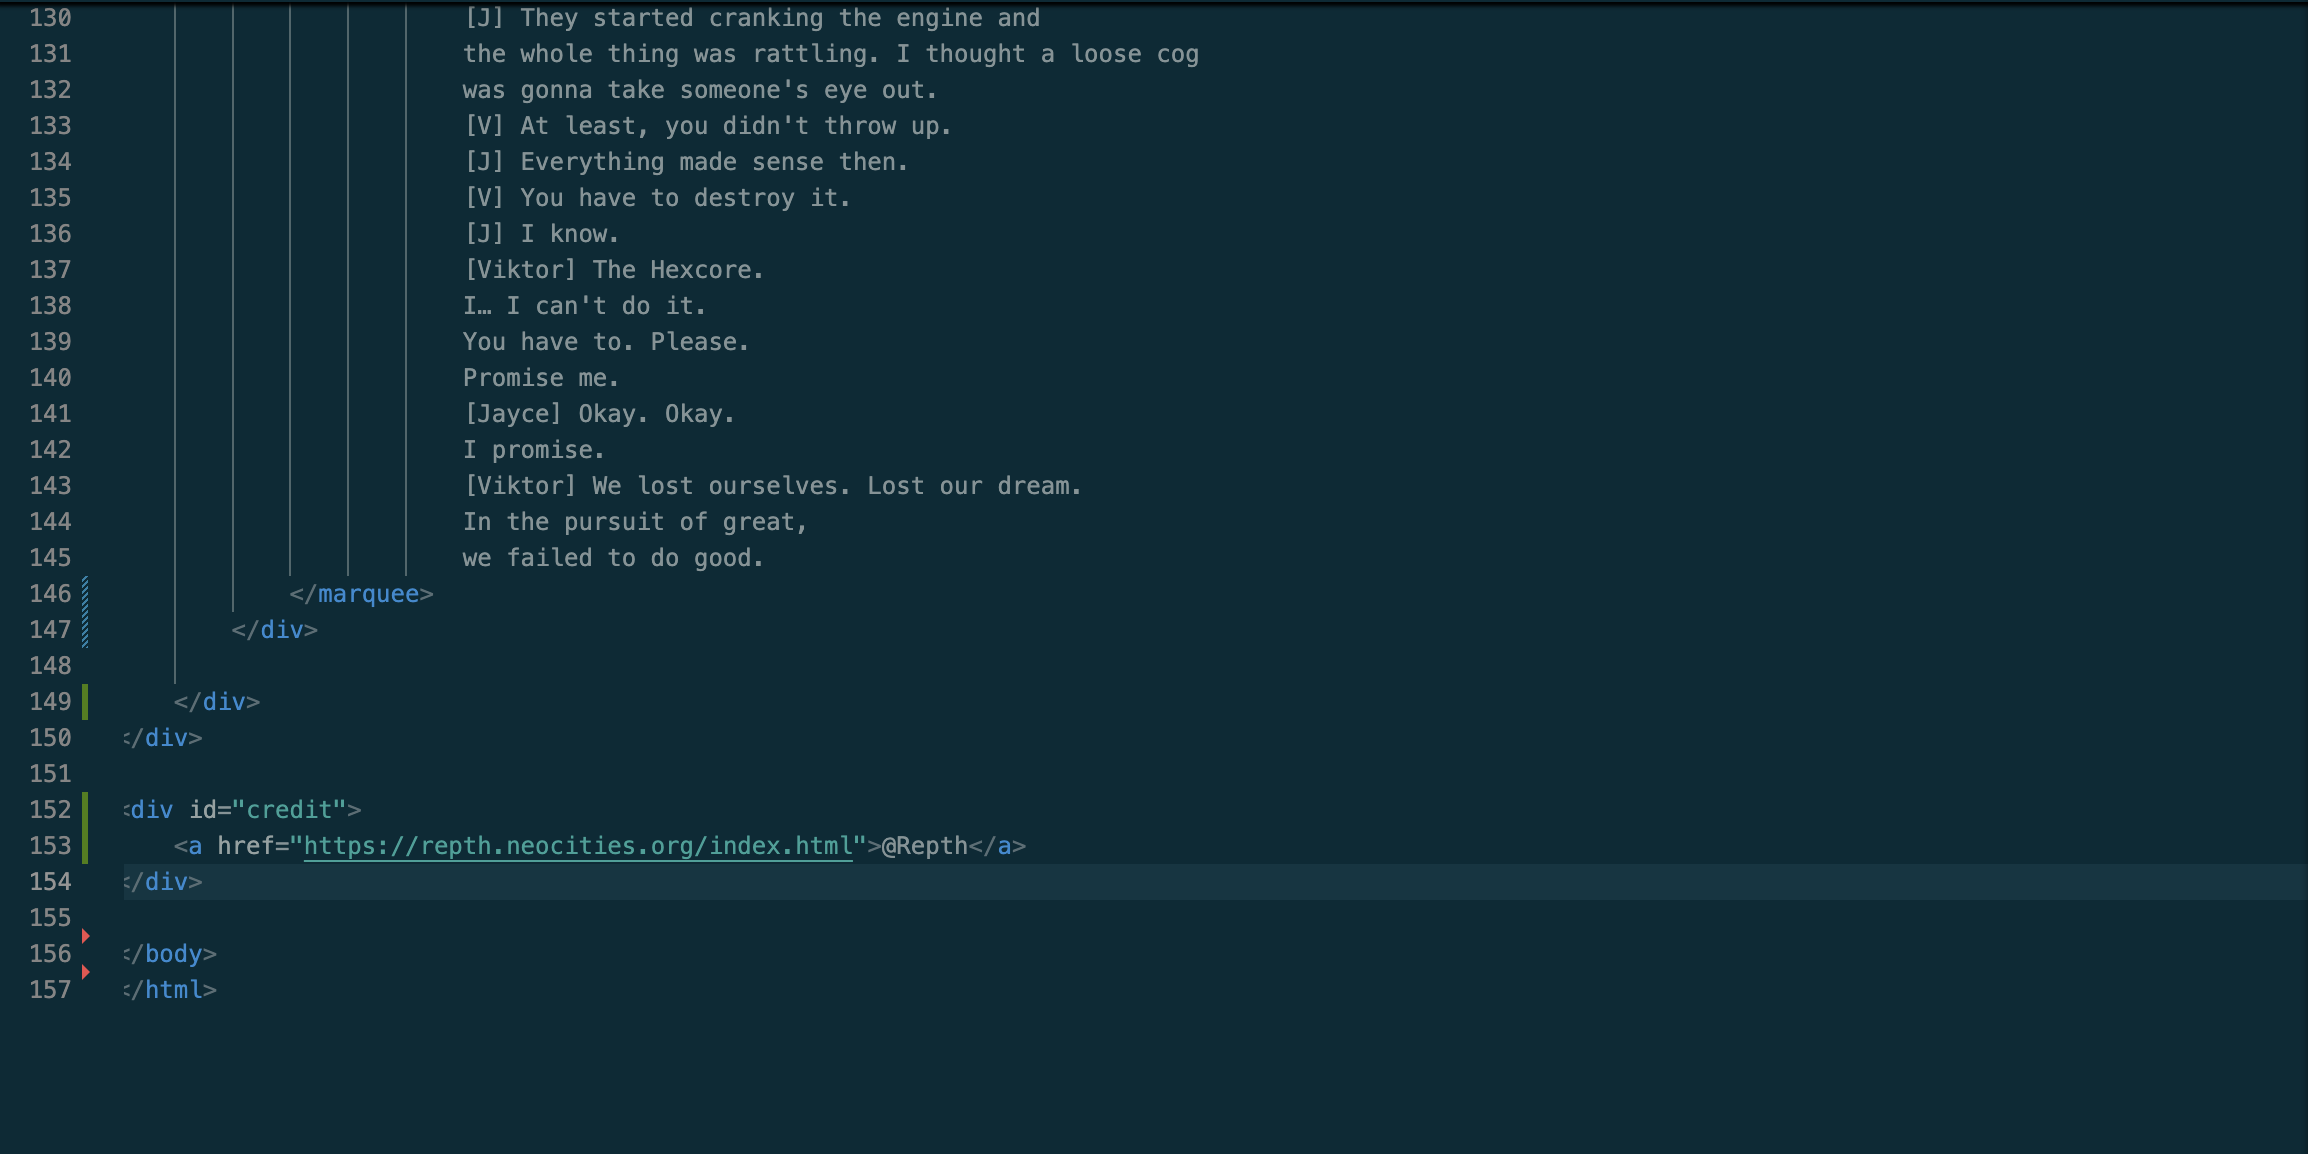 130 [J] They started cranking the engine and
131 the whole thing was rattling. I thought a loose cog
132 was gonna take someone's eye out.
133 [V] At least, you didn't throw up.
134 [J] Everything made sense then.
135 [V] You have to destroy it.
136 [J] I know.
137 [Viktor] The Hexcore.
138 I… I can't do it.
139 You have to. Please.
140 Promise me.
141 [Jayce] Okay. Okay.
142 I promise.
143 [Viktor] We lost ourselves. Lost our dream.
144 In the pursuit of great,
145 we failed to do good.
146 </marquee>
147 </div>
148
149 </div>
150 </div>
151
152 <div id="credit">
153 <a href="https://repth.neocities.org/index.html">@Repth</a>
154 </div>
155
156 </body>
157 </html>